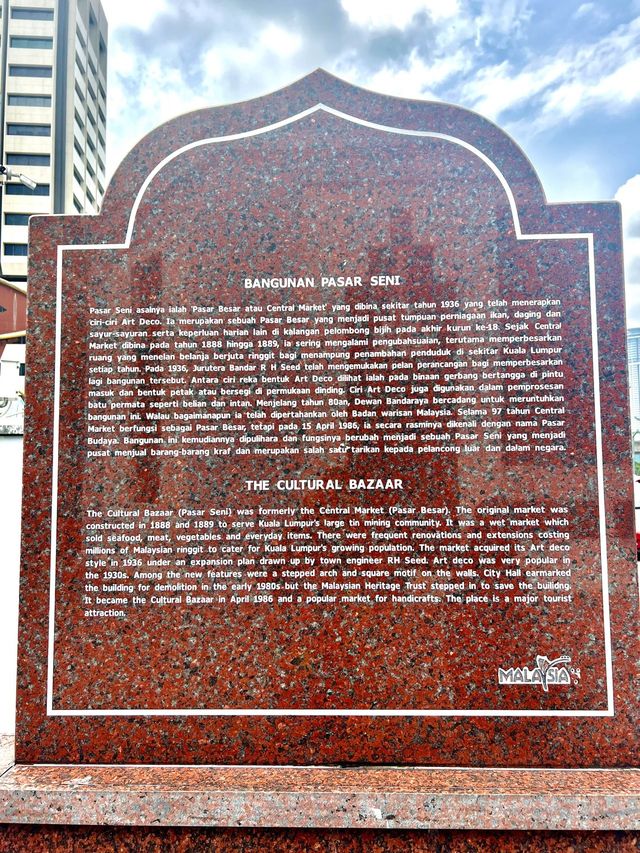 BANGUNAN PASAR SENI
Pasar Seni asalnya ialah 'Pasar Besar atau Central Market' yang dibina sekitar tahun 1936 yang telah menerapkan
ciri-ciri Art Deco. Ia merupakan sebuah Pasar Besar yang menjadi pusat tumpuan perniagaan ikan, daging dan
sayur-sayuran serta keperluan harian lain di kalangan pelombong bijih pada akhir kurun ke-18. Sejak Central
Market dibina pada tahun 1888 hingga 1889, ia sering mengalami pengubahsuaian, terutama memperbesarkan
ruang yang menelan belanja berjuta ringgit bagi menampung penambahan penduduk di sekitar Kuala Lumpur
setiap tahun. Pada 1936, Jurutera Bandar R H Seed telah mengemukakan pelan perancangan bagi memperbesarkan
lagi bangunan tersebut. Antara ciri reka bentuk Art Deco dilihat ialah pada binaan gerbang bertangga di pintu
masuk dan bentuk petak atau bersegi di permukaan dinding. Ciri Art Deco juga digunakan dalam pemprosesan
batu permata seperti belian dan intan. Menjelang tahun 80an, Dewan Bandaraya bercadang untuk meruntuhkan
bangunan ini. Walau bagaimanapun ia telah dipertahankan oleh Badan warisan Malaysia. Selama 97 tahun Central
Market berfungsi sebagai Pasar Besar, tetapi pada 15 April 1986, ia secara rasminya dikenali dengan nama Pasar
Budaya. Bangunan ini kemudiannya dipulihara dan fungsinya berubah menjadi sebuah Pasar Seni yang menjadi
pusat menjual barang-barang kraf dan merupakan salah satu tarikan kepada pelancong luar dan dalam negara.
THE CULTURAL BAZAAR
The Cultural Bazaar (Pasar Seni) was formerly the Central Market (Pasar Besar). The original market was
constructed in 1888 and 1889 to serve Kuala Lumpur's large tin mining community. It was a wet market which
sold seafood, meat, vegetables and everyday items. There were frequent renovations and extensions costing
millions of Malaysian ringgit to cater for Kuala Lumpur's growing population. The market acquired its Art deco
style in 1936 under an expansion plan drawn up by town engineer RH Seed. Art deco was very popular in
the 1930s. Among the new features were a stepped arch and square motif on the walls. City Hall earmarked
the building for demolition in the early 1980s but the Malaysian Heritage Trust stepped in to save the building.
It became the Cultural Bazaar in April 1986 and a popular market for handicrafts. The place is a major tourist
attraction.
MALAYSIA